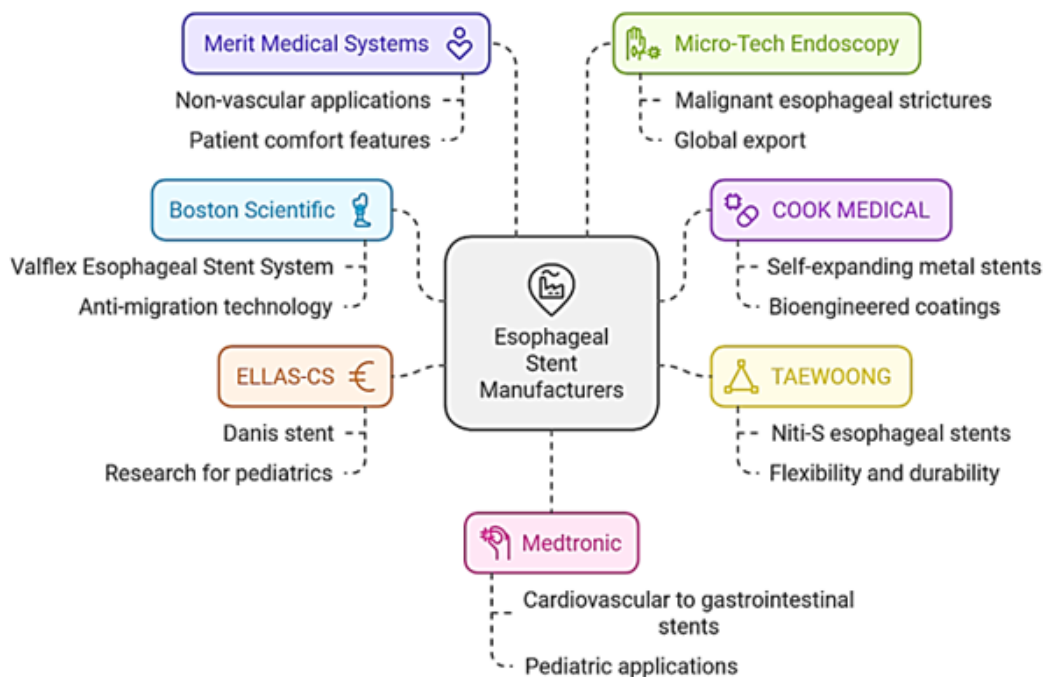 Merit Medical Systems
Non-vascular applications
Patient comfort features
Micro-Tech Endoscopy
Malignant esophageal strictures
Global export
Boston Scientific
Valflex Esophageal Stent System
Anti-migration technology
COOK MEDICAL
Self-expanding metal stents
Bioengineered coatings
Esophageal
Stent
Manufacturers
ELLAS-CS
Danis stent
Research for pediatrics
TAEWOONG
Niti-S esophageal stents
Flexibility and durability
Medtronic
Cardiovascular to gastrointestinal
stents
Pediatric applications